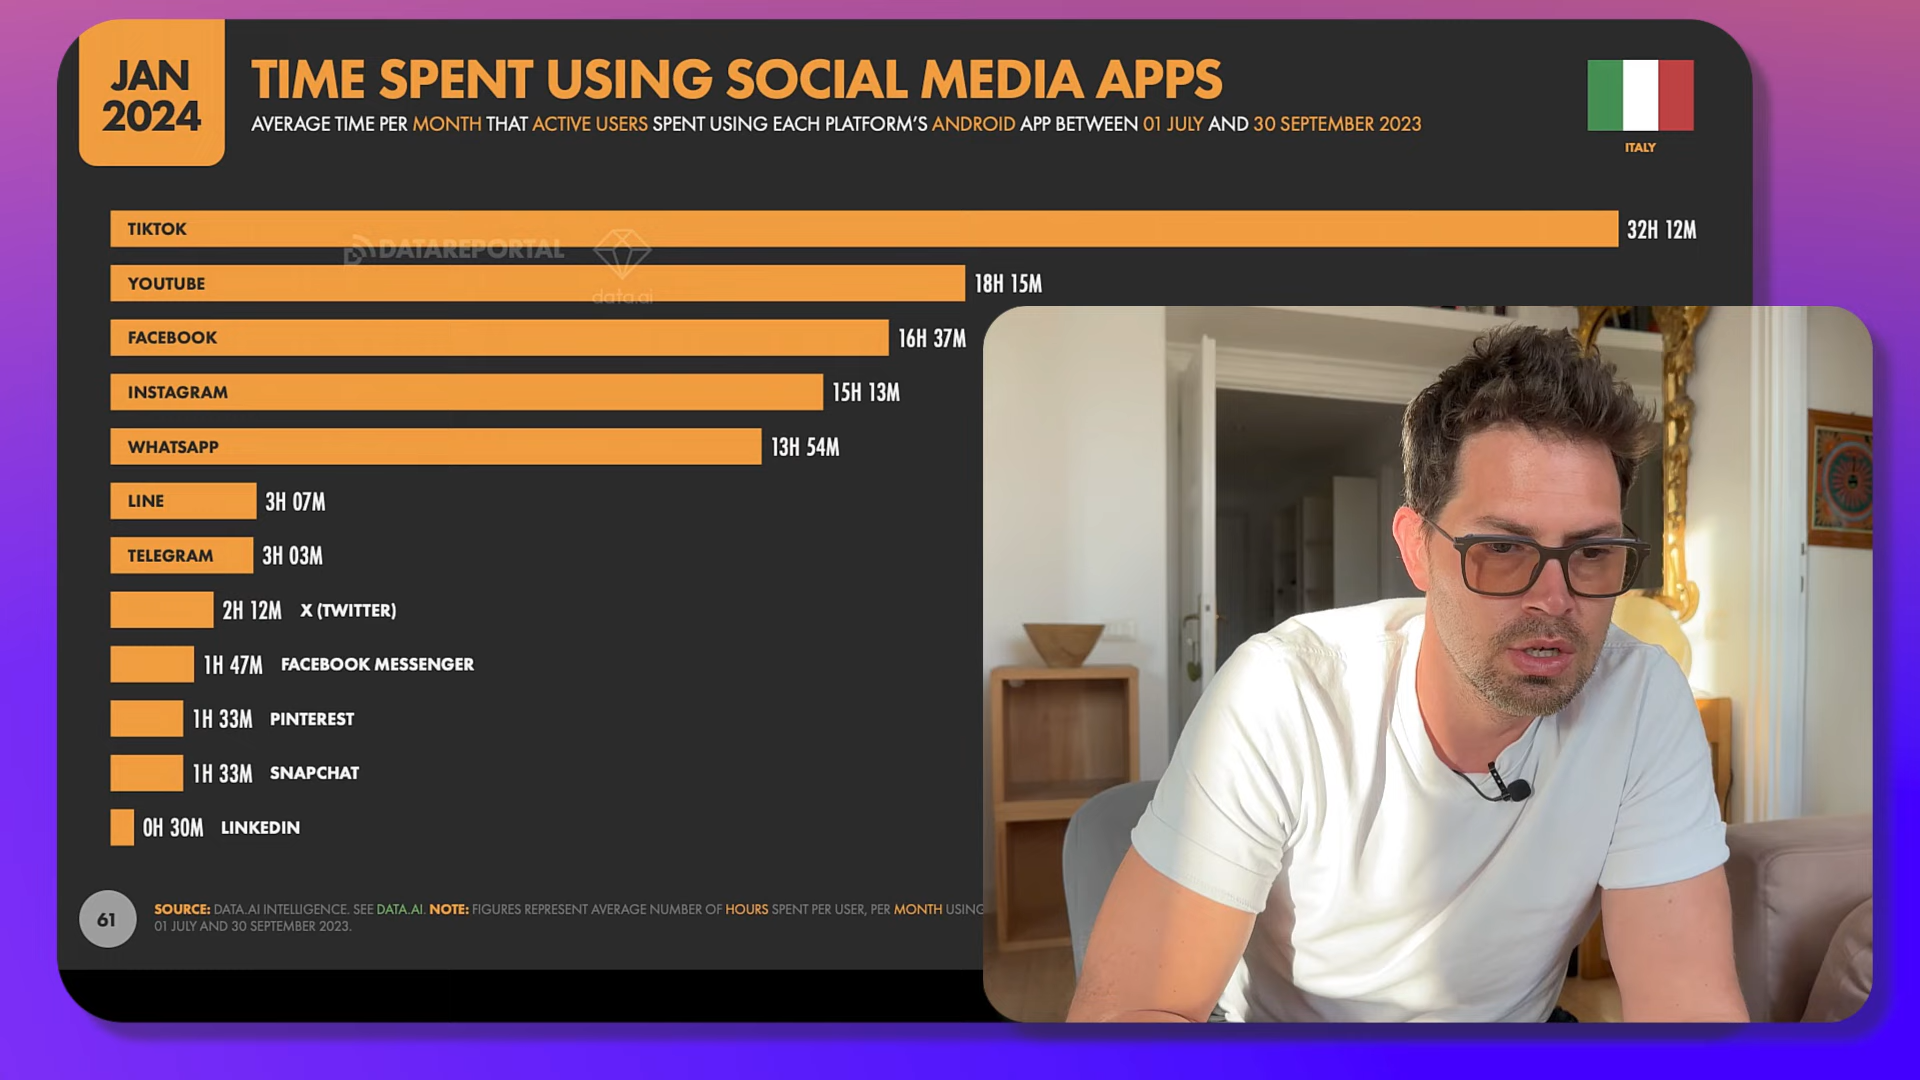 JAN
2024
TIME SPENT USING SOCIAL MEDIA APPS
AVERAGE TIME PER MONTH THAT ACTIVE USERS SPENT USING EACH PLATFORM'S ANDROID APP BETWEEN 01 JULY AND 30 SEPTEMBER 2023
ITALY
TIKTOK 32H 12M
DATAREPORTAL
YOUTUBE 18H 15M
data.ai
FACEBOOK 16H 37M
INSTAGRAM 15H 13M
WHATSAPP 13H 54M
LINE 3H 07M
TELEGRAM 3H 03M
2H 12M X (TWITTER)
1H 47M FACEBOOK MESSENGER
1H 33M PINTEREST
1H 33M SNAPCHAT
0H 30M LINKEDIN
61
SOURCE: DATA.AI INTELLIGENCE. SEE DATA.AI. NOTE: FIGURES REPRESENT AVERAGE NUMBER OF HOURS SPENT PER USER, PER MONTH USING
01 JULY AND 30 SEPTEMBER 2023.